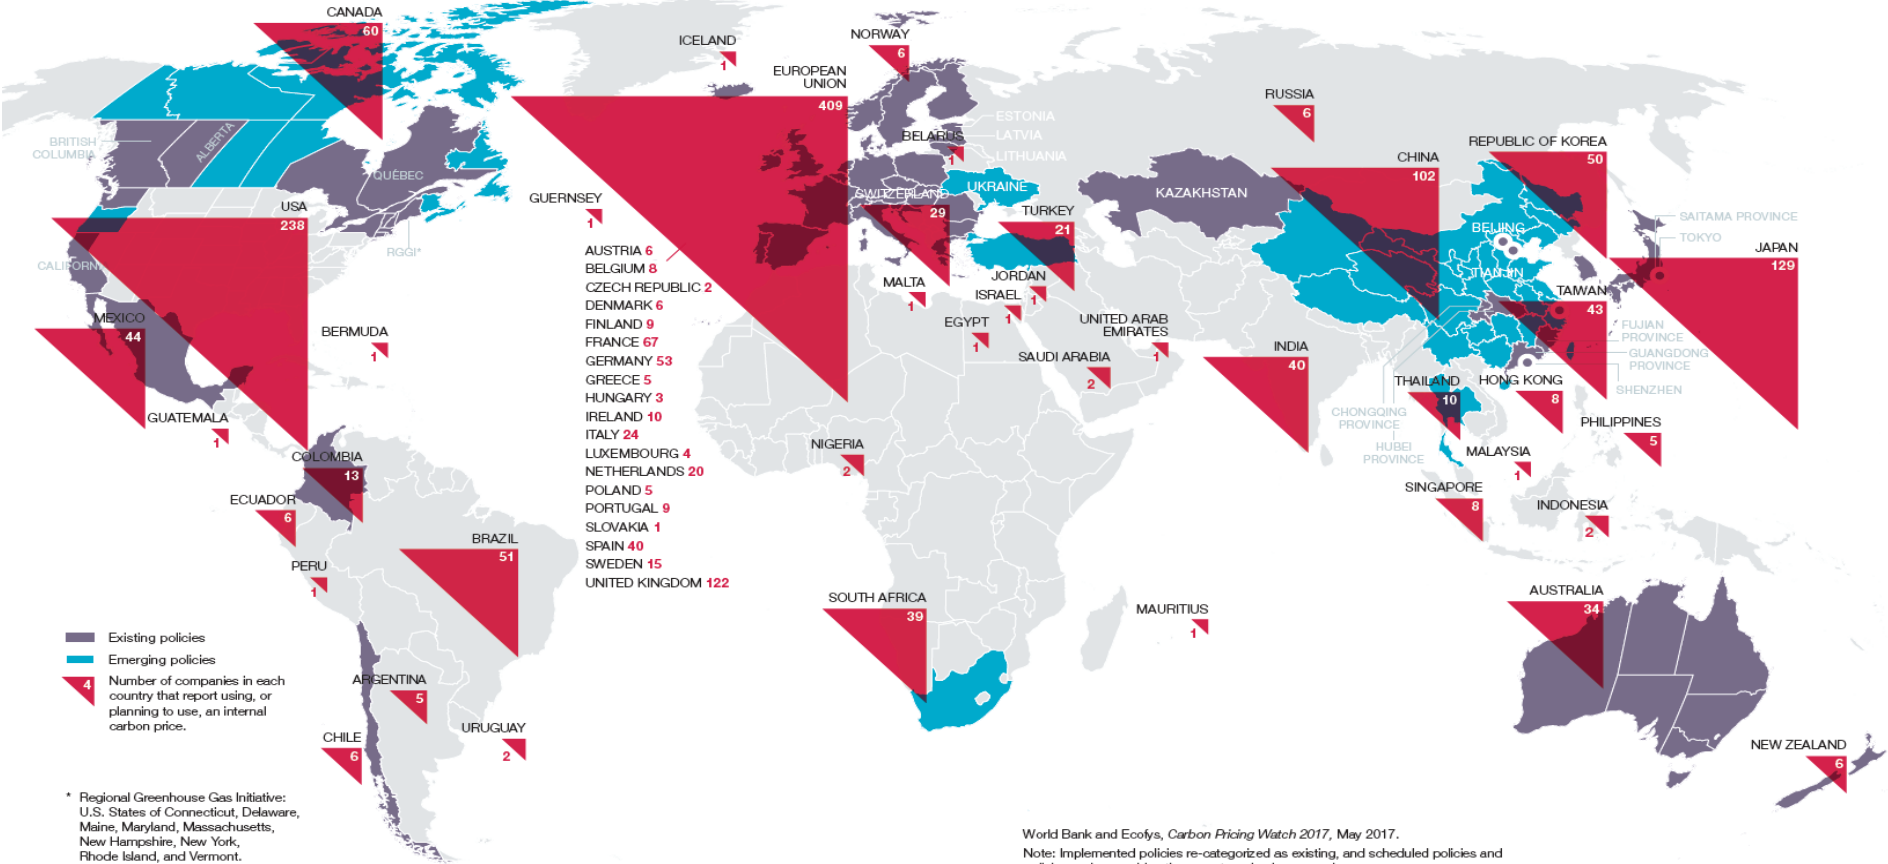 CANADA
60
ICELAND
1
NORWAY
6
EUROPEAN
UNION
409
RUSSIA
6
ESTONIA
LATVIA
LITHUANIA
BELARUS
1
BRITISH
COLUMBIA
ALBERTA
QUÉBEC
REPUBLIC OF KOREA
50
CHINA
102
SWITZERLAND
29
UKRAINE
KAZAKHSTAN
GUERNSEY
1
USA
238
TURKEY
21
BEIJING
TIANJIN
SAITAMA PROVINCE
TOKYO
JAPAN
129
RGGI*
CALIFORN
AUSTRIA 6
BELGIUM 8
CZECH REPUBLIC 2
DENMARK 6
FINLAND 9
FRANCE 67
GERMANY 53
GREECE 5
HUNGARY 3
IRELAND 10
ITALY 24
LUXEMBOURG 4
NETHERLANDS 20
POLAND 5
PORTUGAL 9
SLOVAKIA 1
SPAIN 40
SWEDEN 15
UNITED KINGDOM 122
MALTA
1
JORDAN
1
ISRAEL
1
EGYPT
1
UNITED ARAB
EMIRATES
1
SAUDI ARABIA
2
TAIWAN
43
FUJIAN
PROVINCE
GUANGDONG
PROVINCE
SHENZHEN
MEXICO
44
BERMUDA
1
INDIA
40
THAILAND
10
HONG KONG
8
CHONGQING
PROVINCE
HUBEI
PROVINCE
PHILIPPINES
5
MALAYSIA
1
GUATEMALA
1
COLOMBIA
13
NIGERIA
2
SINGAPORE
8
INDONESIA
2
ECUADOR
6
BRAZIL
51
PERU
1
SOUTH AFRICA
39
MAURITIUS
1
AUSTRALIA
34
ARGENTINA
5
URUGUAY
2
CHILE
6
NEW ZEALAND
6
Existing policies
Emerging policies
4
Number of companies in each
country that report using, or
planning to use, an internal
carbon price.
* Regional Greenhouse Gas Initiative:
U.S. States of Connecticut, Delaware,
Maine, Maryland, Massachusetts,
New Hampshire, New York,
Rhode Island, and Vermont.
World Bank and Ecofys, Carbon Pricing Watch 2017, May 2017.
Note: Implemented policies re-categorized as existing, and scheduled policies and